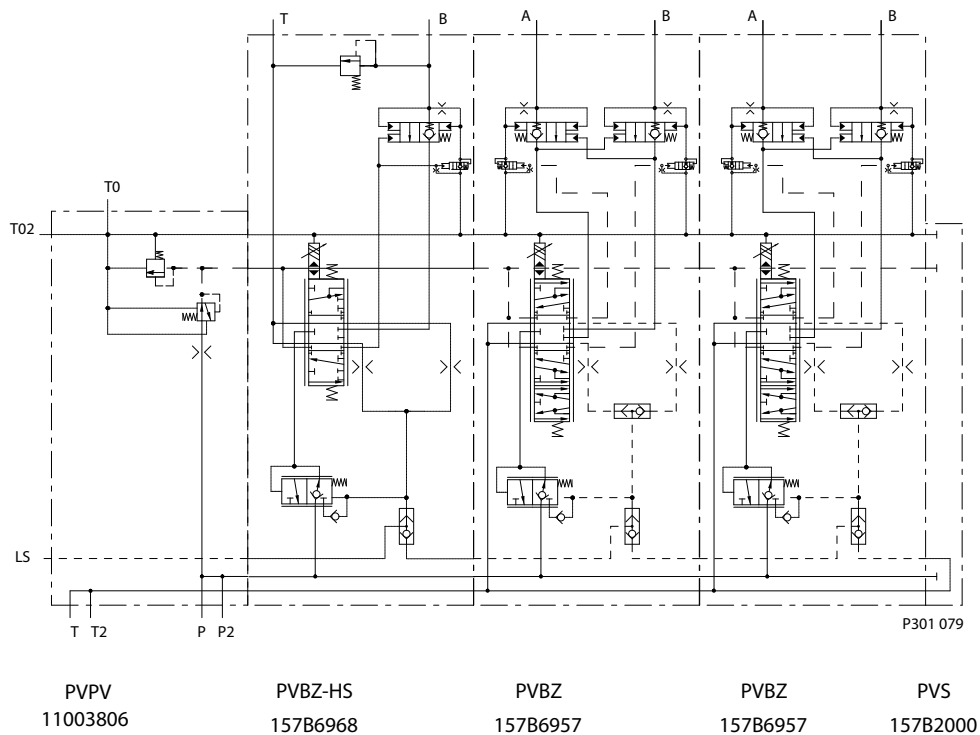 T B A B A B
T0
T02
LS
T T2 P P2
P301 079
PVPV PVBZ-HS PVBZ PVBZ PVS
11003806 157B6968 157B6957 157B6957 157B2000